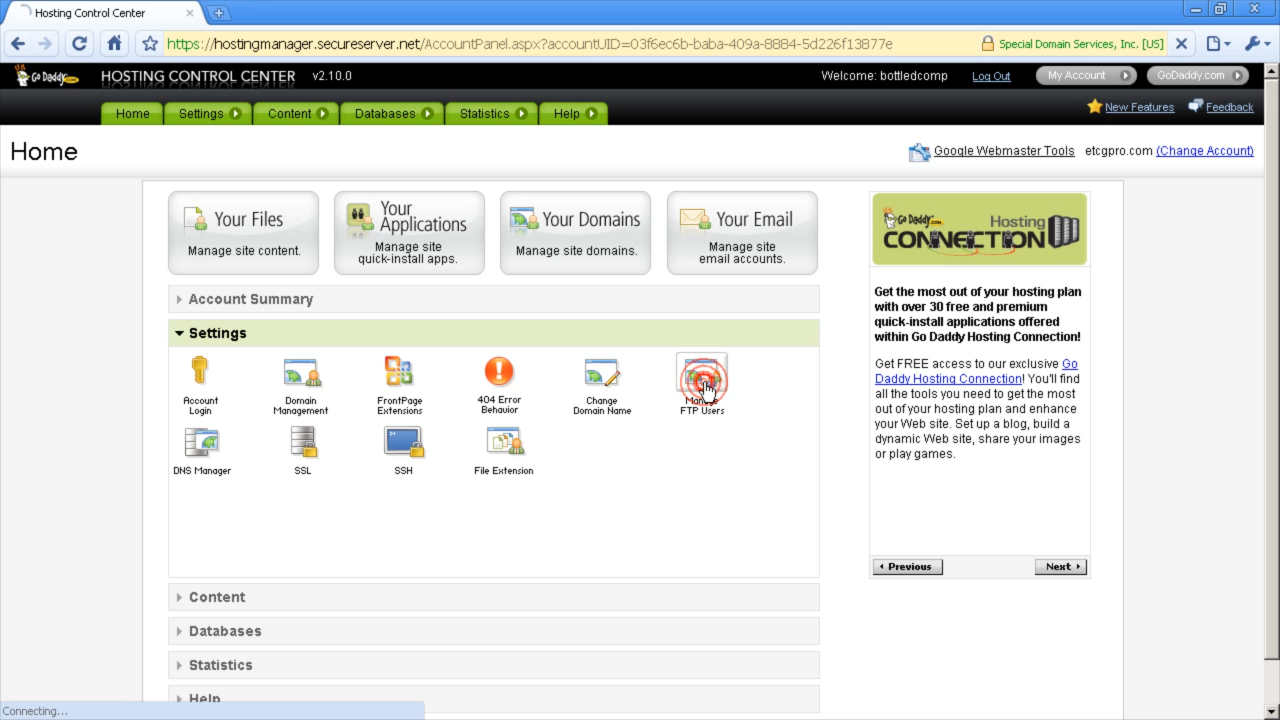 Hosting Control Center
https://hostingmanager.secureserver.net/AccountPanel.aspx?accountUID=03f6ec6b-baba-409a-8884-5d226f13877e
Special Domain Services, Inc. [US]
Go Daddy.com
HOSTING CONTROL CENTER v2.10.0
Welcome: bottledcomp
Log Out
My Account
GoDaddy.com
Home
Settings
Content
Databases
Statistics
Help
New Features
Feedback
Home
Google Webmaster Tools
etcgpro.com (Change Account)
Your Files
Manage site content.
Your
Applications
Manage site
quick-install apps.
Your Domains
Manage site domains.
Your Email
Manage site
email accounts.
Account Summary
Settings
Account
Login
Domain
Management
FrontPage
Extensions
404 Error
Behavior
Change
Domain Name
Manage
FTP Users
DNS Manager
SSL
SSH
File Extension
Content
Databases
Statistics
Help
Go Daddy.com
Hosting
CONNECTION
Get the most out of your hosting plan
with over 30 free and premium
quick-install applications offered
within Go Daddy Hosting Connection!
Get FREE access to our exclusive Go
Daddy Hosting Connection! You'll find
all the tools you need to get the most
out of your hosting plan and enhance
your Web site. Set up a blog, build a
dynamic Web site, share your images
or play games.
Previous
Next
Connecting...